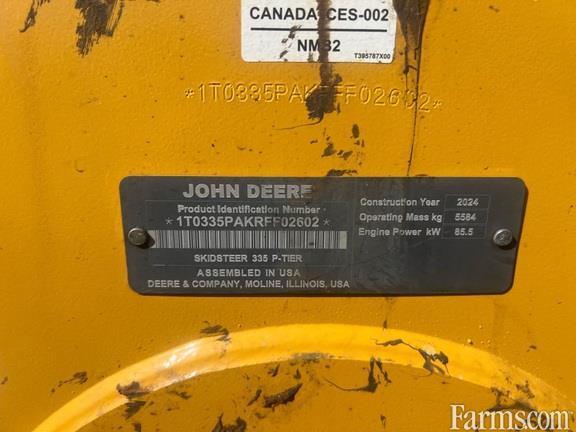 CANADA CES-002
NMB2
T395787X00
*1T0335PAKRFF02602*
JOHN DEERE
Product Identification Number
*1T0335PAKRFF02602*
SKIDSTEER 335 P-TIER
ASSEMBLED IN USA
DEERE & COMPANY, MOLINE, ILLINOIS, USA
Construction Year 2024
Operating Mass kg 5584
Engine Power kW 85.5
Farms.com